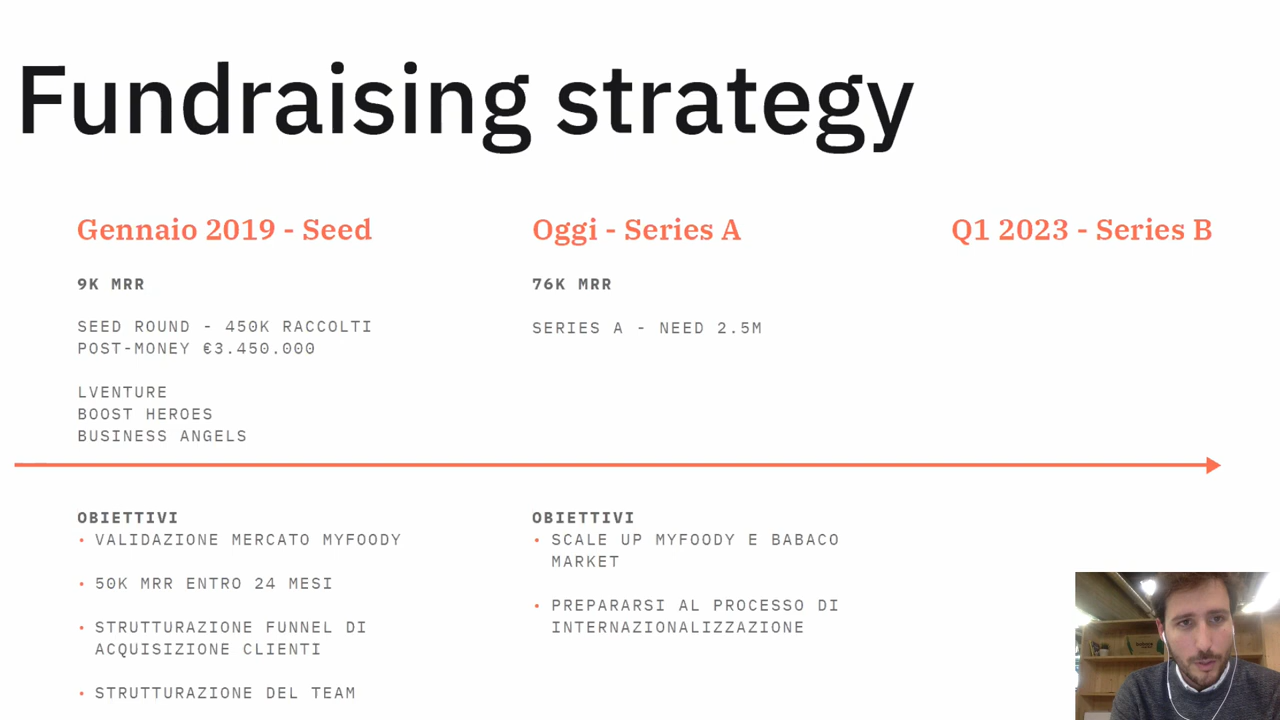 Fundraising strategy
Gennaio 2019 - Seed
9K MRR
SEED ROUND - 450K RACCOLTI
POST-MONEY €3.450.000
LVENTURE
BOOST HEROES
BUSINESS ANGELS
OBIETTIVI
• VALIDAZIONE MERCATO MYFOODY
• 50K MRR ENTRO 24 MESI
• STRUTTURAZIONE FUNNEL DI
ACQUISIZIONE CLIENTI
• STRUTTURAZIONE DEL TEAM
Oggi - Series A
76K MRR
SERIES A - NEED 2.5M
OBIETTIVI
• SCALE UP MYFOODY E BABACO
MARKET
• PREPARARSI AL PROCESSO DI
INTERNAZIONALIZZAZIONE
Q1 2023 - Series B